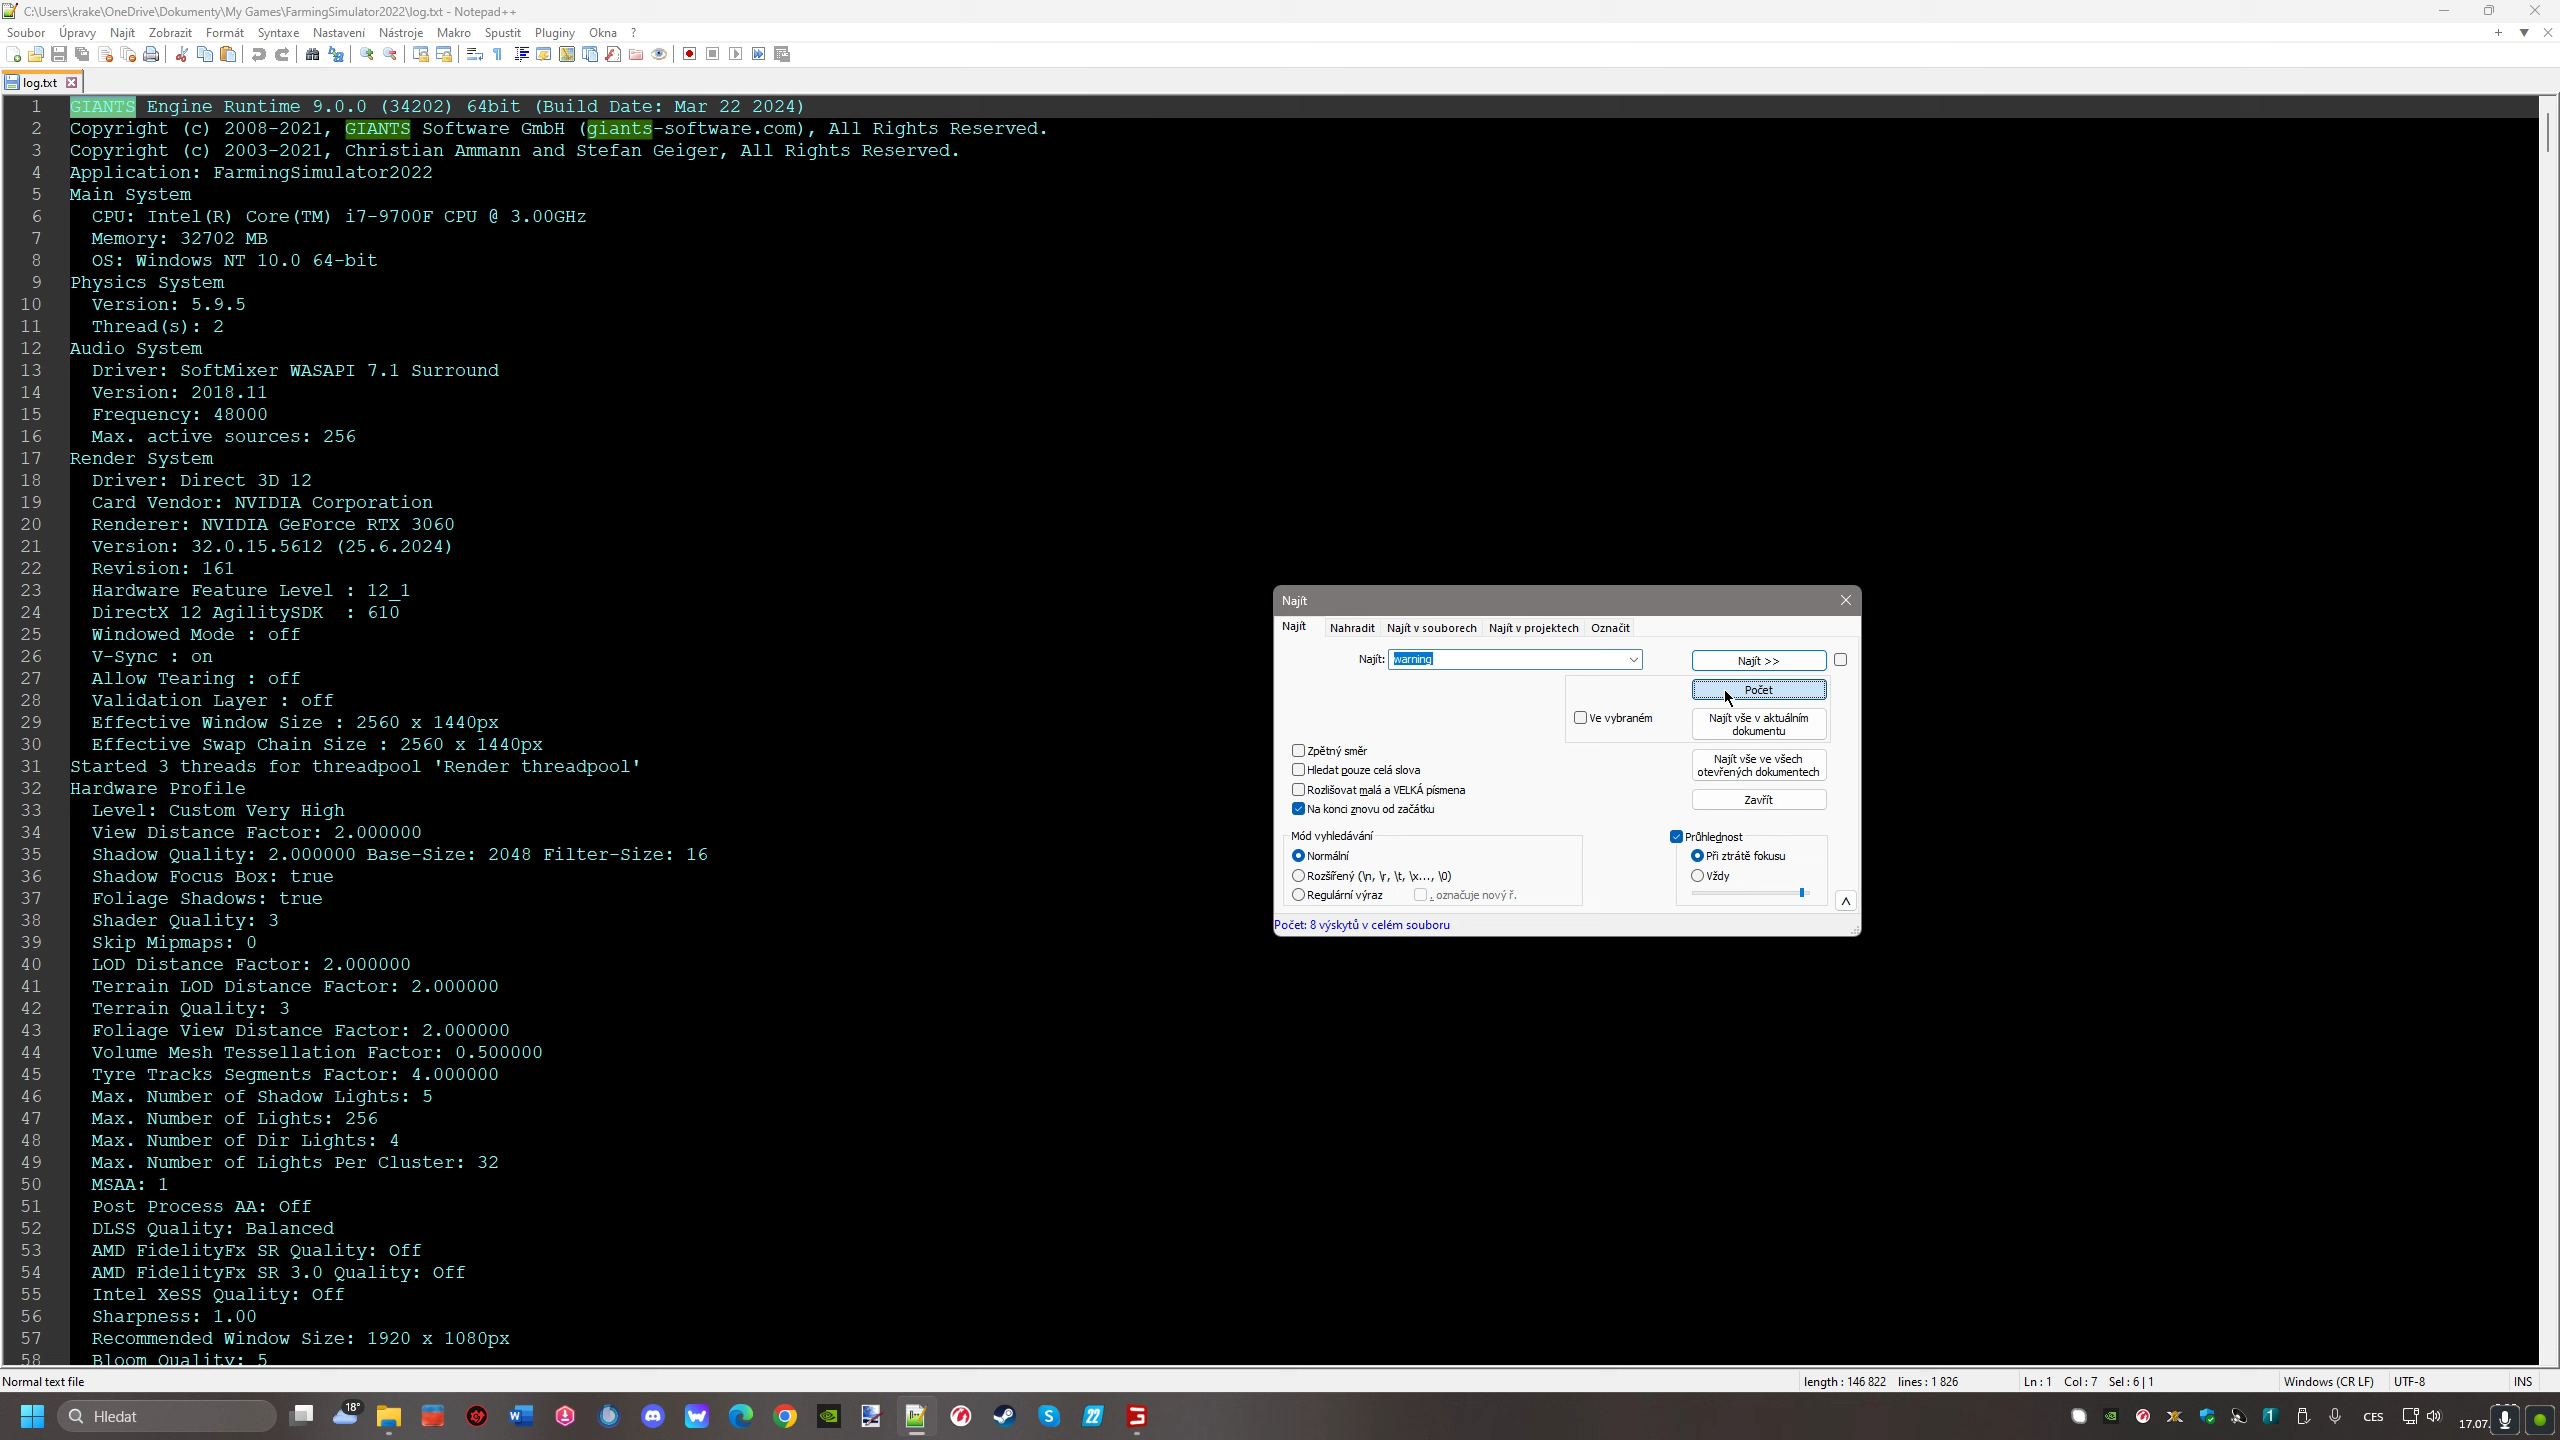 C:\Users\krake\OneDrive\Dokumenty\My Games\FarmingSimulator2022\log.txt - Notepad++
Soubor Úpravy Najít Zobrazit Formát Syntaxe Nastavení Nástroje Makro Spustit Pluginy Okna ?
log.txt
1 GIANTS Engine Runtime 9.0.0 (34202) 64bit (Build Date: Mar 22 2024)
2 Copyright (c) 2008-2021, GIANTS Software GmbH (giants-software.com), All Rights Reserved.
3 Copyright (c) 2003-2021, Christian Ammann and Stefan Geiger, All Rights Reserved.
4 Application: FarmingSimulator2022
5 Main System
6 CPU: Intel(R) Core(TM) i7-9700F CPU @ 3.00GHz
7 Memory: 32702 MB
8 OS: Windows NT 10.0 64-bit
9 Physics System
10 Version: 5.9.5
11 Thread(s): 2
12 Audio System
13 Driver: SoftMixer WASAPI 7.1 Surround
14 Version: 2018.11
15 Frequency: 48000
16 Max. active sources: 256
17 Render System
18 Driver: Direct 3D 12
19 Card Vendor: NVIDIA Corporation
20 Renderer: NVIDIA GeForce RTX 3060
21 Version: 32.0.15.5612 (25.6.2024)
22 Revision: 161
23 Hardware Feature Level : 12_1
24 DirectX 12 AgilitySDK : 610
25 Windowed Mode : off
26 V-Sync : on
27 Allow Tearing : off
28 Validation Layer : off
29 Effective Window Size : 2560 x 1440px
30 Effective Swap Chain Size : 2560 x 1440px
31 Started 3 threads for threadpool 'Render threadpool'
32 Hardware Profile
33 Level: Custom Very High
34 View Distance Factor: 2.000000
35 Shadow Quality: 2.000000 Base-Size: 2048 Filter-Size: 16
36 Shadow Focus Box: true
37 Foliage Shadows: true
38 Shader Quality: 3
39 Skip Mipmaps: 0
40 LOD Distance Factor: 2.000000
41 Terrain LOD Distance Factor: 2.000000
42 Terrain Quality: 3
43 Foliage View Distance Factor: 2.000000
44 Volume Mesh Tessellation Factor: 0.500000
45 Tyre Tracks Segments Factor: 4.000000
46 Max. Number of Shadow Lights: 5
47 Max. Number of Lights: 256
48 Max. Number of Dir Lights: 4
49 Max. Number of Lights Per Cluster: 32
50 MSAA: 1
51 Post Process AA: Off
52 DLSS Quality: Balanced
53 AMD FidelityFx SR Quality: Off
54 AMD FidelityFx SR 3.0 Quality: Off
55 Intel XeSS Quality: Off
56 Sharpness: 1.00
57 Recommended Window Size: 1920 x 1080px
58 Bloom Quality: 5
Najít
Najít Nahradit Najít v souborech Najít v projektech Označit
Najít: warning Najít >>
Počet
Ve vybraném Najít vše v aktuálním
dokumentu
Zpětný směr
Najít vše ve všech
otevřených dokumentech
Hledat pouze celá slova
Rozlišovat malá a VELKÁ písmena
Zavřít
Na konci znovu od začátku
Mód vyhledávání Průhlednost
Normální Při ztrátě fokusu
Rozšířený (\n, \r, \t, \x..., \0) Vždy
Regulární výraz . označuje nový ř.
Počet: 8 výskytů v celém souboru
Normal text file length : 146 822 lines : 1 826 Ln : 1 Col : 7 Sel : 6 | 1 Windows (CR LF) UTF-8 INS
Hledat 18° CES 17.07.